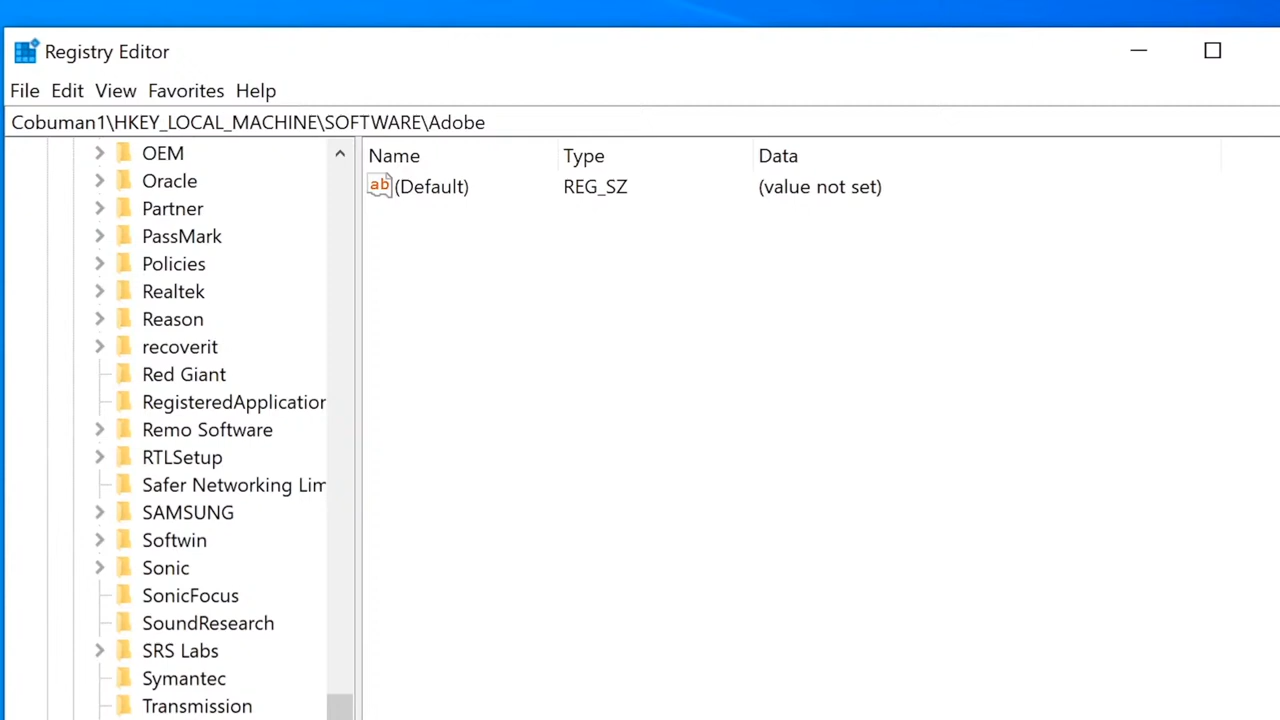 Registry Editor
File Edit View Favorites Help
Cobuman1\HKEY_LOCAL_MACHINE\SOFTWARE\Adobe
OEM
Oracle
Partner
PassMark
Policies
Realtek
Reason
recoverit
Red Giant
RegisteredApplication
Remo Software
RTLSetup
Safer Networking Lim
SAMSUNG
Softwin
Sonic
SonicFocus
SoundResearch
SRS Labs
Symantec
Transmission
Name Type Data
ab (Default) REG_SZ (value not set)